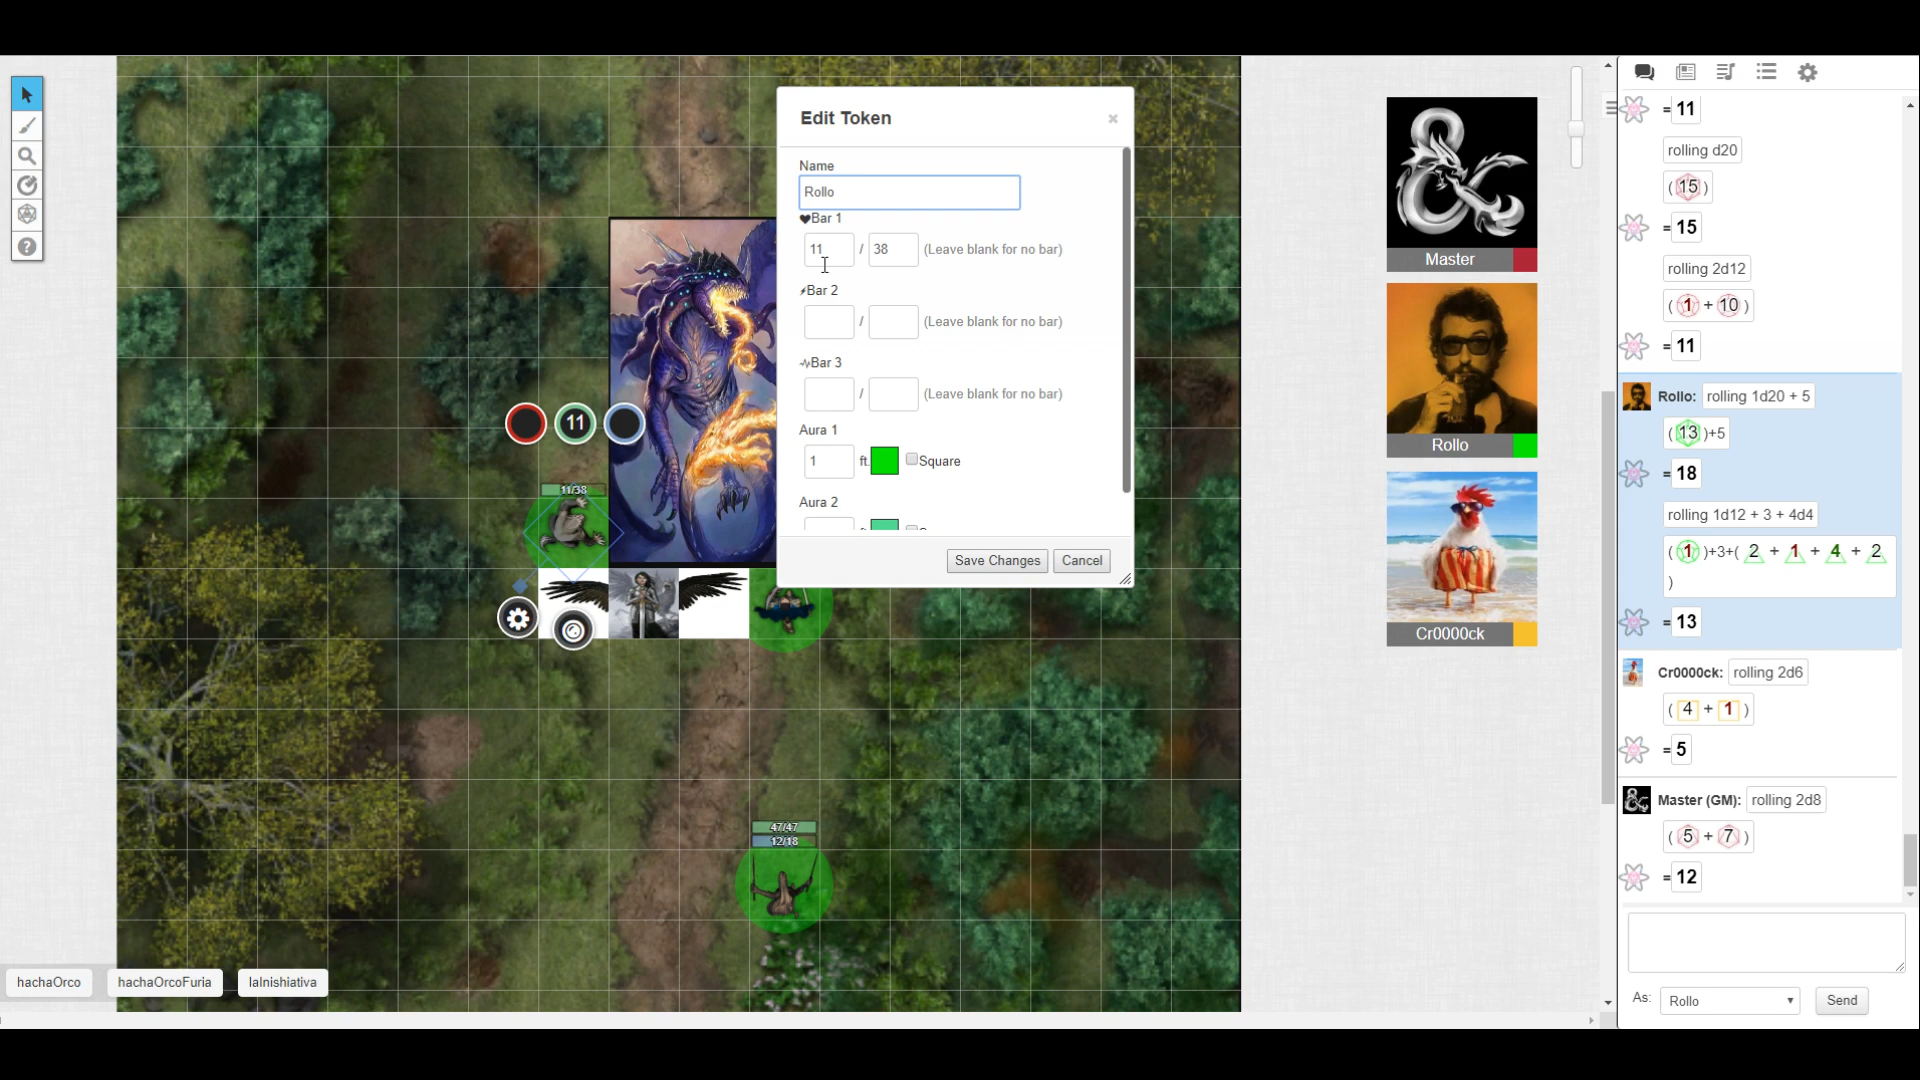 Edit Token
×
Name
Rollo
Bar 1
11 / 38 (Leave blank for no bar)
Bar 2
/ (Leave blank for no bar)
Bar 3
/ (Leave blank for no bar)
Aura 1
1 ft. Square
Aura 2
Save Changes
Cancel
11
11/38
47/47
12/18
hachaOrco
hachaOrcoFuria
laInishiativa
Master
Rollo
Cr0000ck
=11
rolling d20
(15)
=15
rolling 2d12
(1+10)
=11
Rollo: rolling 1d20 + 5
(13)+5
=18
rolling 1d12 + 3 + 4d4
(1)+3+(2+1+4+2
)
=13
Cr0000ck: rolling 2d6
(4+1)
=5
Master (GM): rolling 2d8
(5+7)
=12
As: Rollo
Send